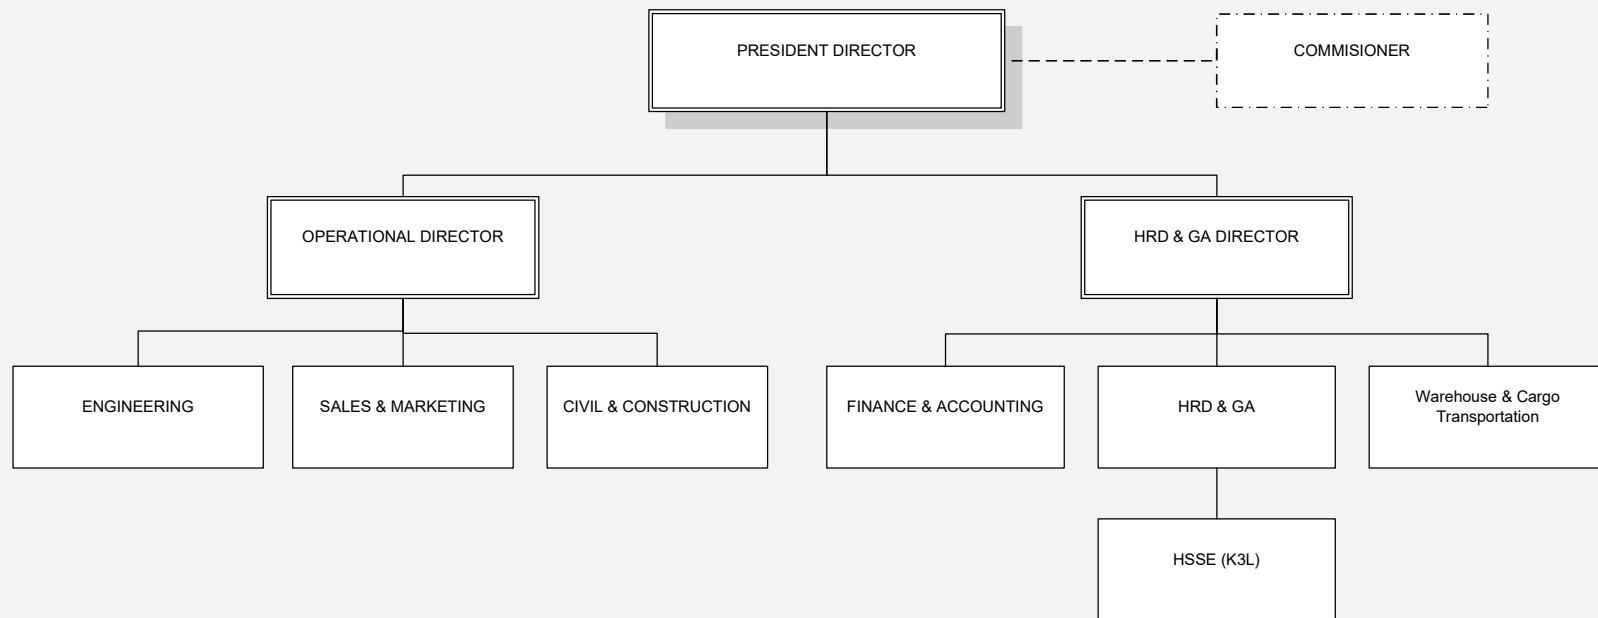 PRESIDENT DIRECTOR
COMMISIONER
OPERATIONAL DIRECTOR
HRD & GA DIRECTOR
ENGINEERING
SALES & MARKETING
CIVIL & CONSTRUCTION
FINANCE & ACCOUNTING
HRD & GA
Warehouse & Cargo
Transportation
HSSE (K3L)